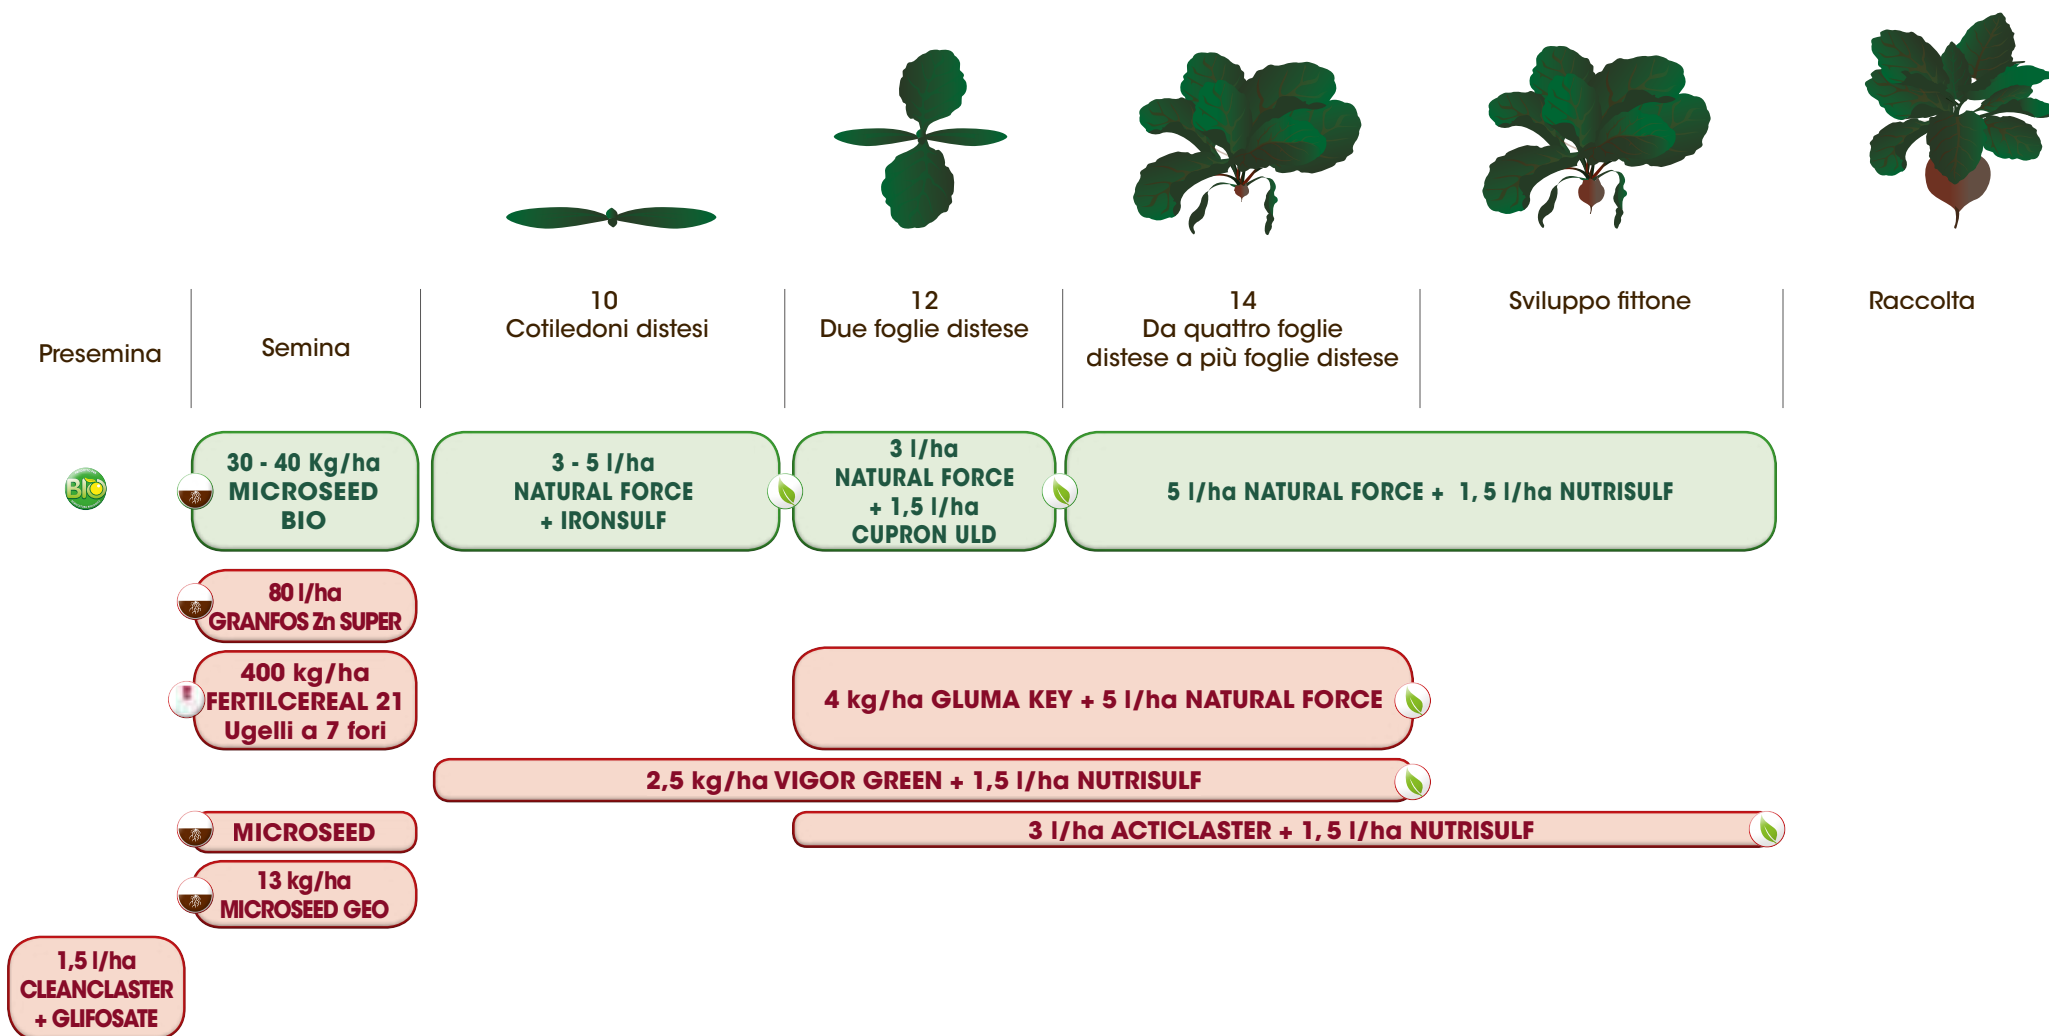 Presemina
Semina
10
Cotiledoni distesi
12
Due foglie distese
14
Da quattro foglie
distese a più foglie distese
Sviluppo fittone
Raccolta
BIO
30 - 40 Kg/ha
MICROSEED
BIO
3 - 5 l/ha
NATURAL FORCE
+ IRONSULF
3 l/ha
NATURAL FORCE
+ 1,5 l/ha
CUPRON ULD
5 l/ha NATURAL FORCE + 1, 5 l/ha NUTRISULF
80 l/ha
GRANFOS Zn SUPER
400 kg/ha
FERTILCEREAL 21
Ugelli a 7 fori
4 kg/ha GLUMA KEY + 5 l/ha NATURAL FORCE
2,5 kg/ha VIGOR GREEN + 1,5 l/ha NUTRISULF
MICROSEED
3 l/ha ACTICLASTER + 1, 5 l/ha NUTRISULF
13 kg/ha
MICROSEED GEO
1,5 l/ha
CLEANCLASTER
+ GLIFOSATE